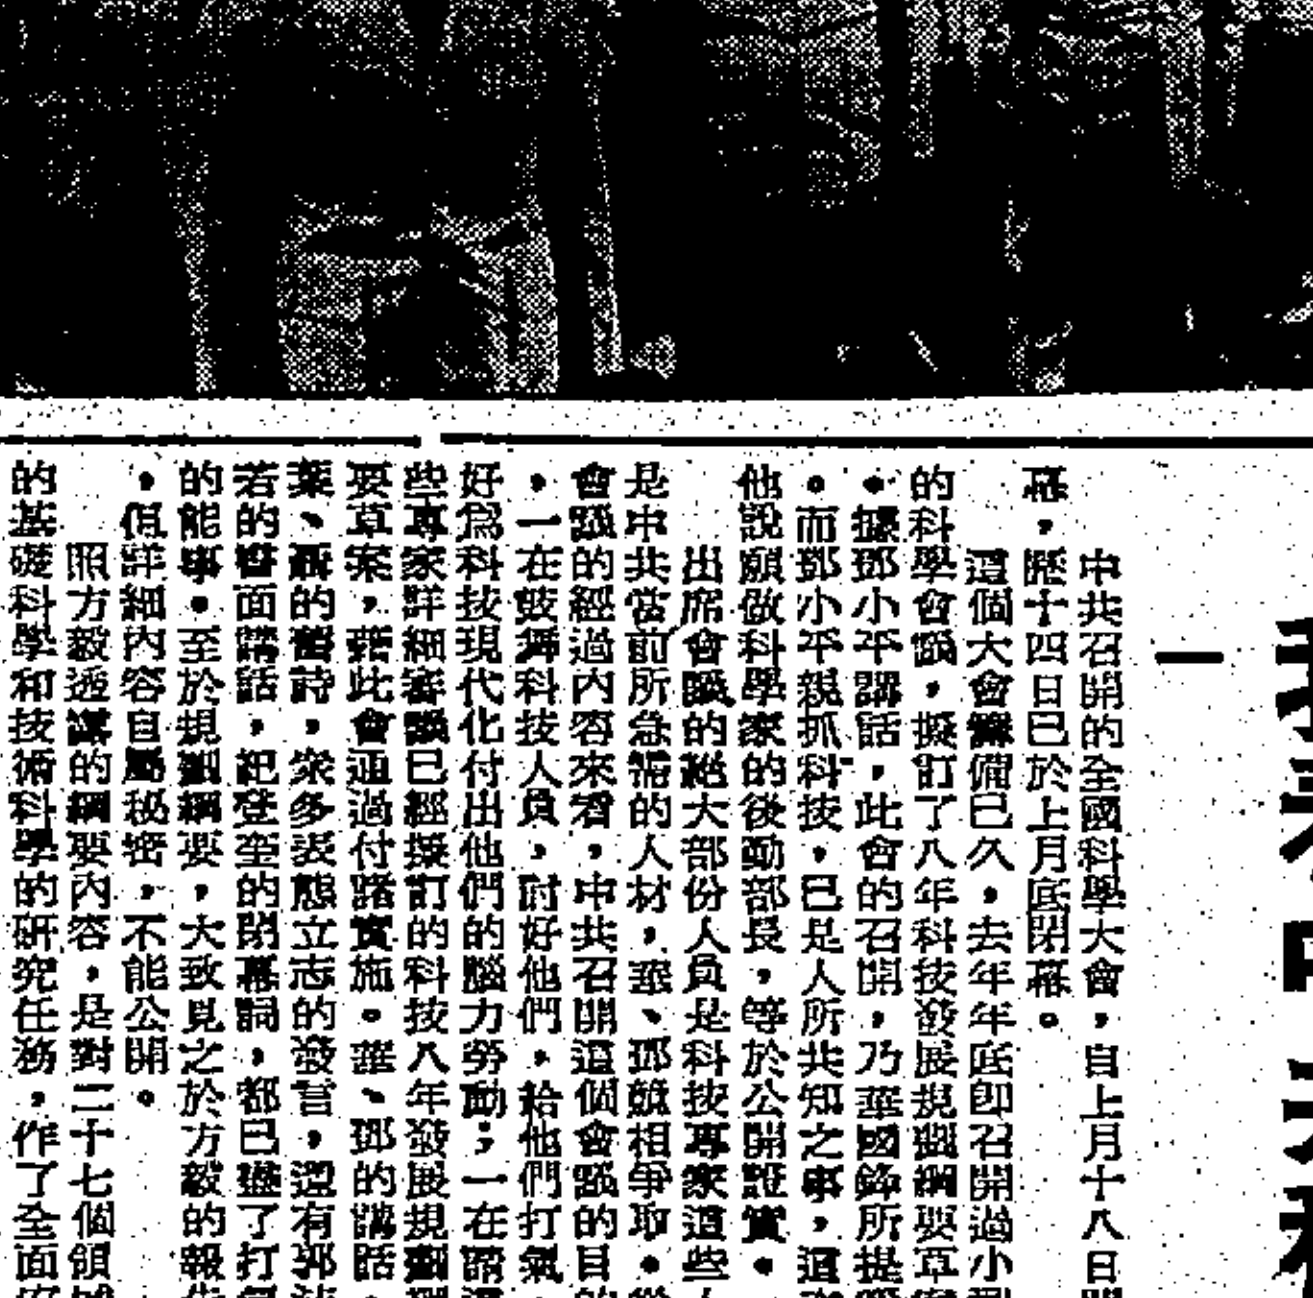 一
中共召開的全國科學大會，自上月十八日開
幕，歷十四日已於上月底閉幕。
這個大會籌備已久，去年年底卽召開過小
的科學會議，擬訂了八年科技發展規劃綱要草案
。據鄧小平講話，此會的召開，乃華國鋒所提
。而鄧小平親抓科技，已是人所共知之事，這
他說願做科學家的後勤部長，等於公開證實。
出席會議的絕大部份人員是科技專家這些
是中共當前所急需的人材，華、鄧競相爭取。
會議的經過內容來看，中共召開這個會議的目的
，一在鼓舞科技人員，討好他們，給他們打氣
好爲科技現代化付出他們的腦力勞動；一在請
些專家詳細審議已經擬訂的科技八年發展規劃
要草案，藉此會通過付諸實施。華、鄧的講話，
葉、聶的舊詩，衆多表態立志的發言，還有郭沫
若的書面講話，把登塋的閉幕詞，都已盡了打氣
的能事。至於規劃綱要，大致見之於方毅的報告
，但詳細內容自屬秘密，不能公開。
照方毅透露的綱要內容，是對二十七個領域
的基礎科學和技術科學的研究任務，作了全面